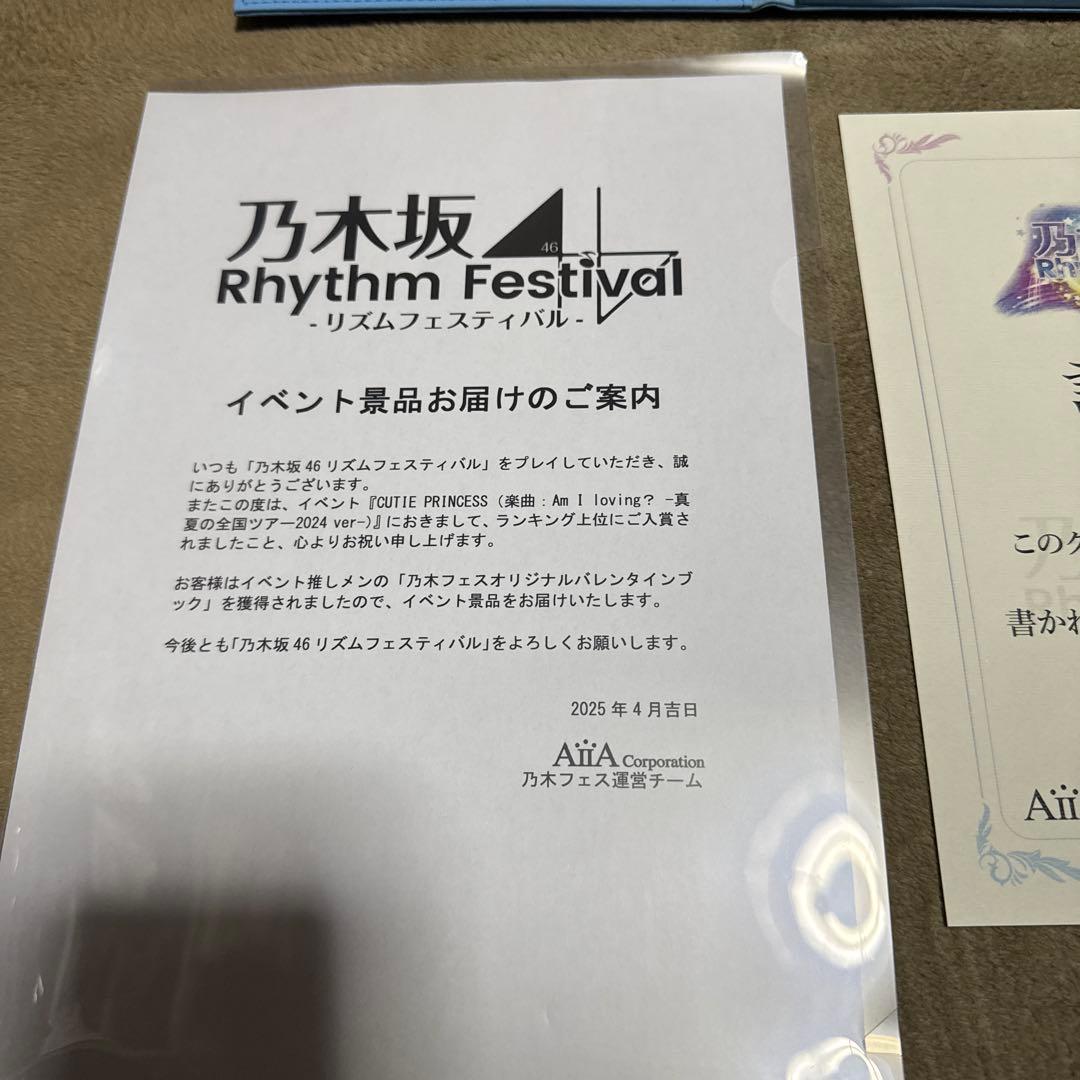 乃木坂46
Rhythm Festival
-リズムフェスティバル-
イベント景品お届けのご案内
いつも「乃木坂46リズムフェスティバル」をプレイしていただき、誠
にありがとうございます。
またこの度は、イベント『CUTIE PRINCESS（楽曲：Am I loving？ -真
夏の全国ツアー2024 ver-)』におきまして、ランキング上位にご入賞さ
れましたこと、心よりお祝い申し上げます。
お客様はイベント推しメンの「乃木フェスオリジナルバレンタインブ
ック」を獲得されましたので、イベント景品をお届けいたします。
今後とも「乃木坂46リズムフェスティバル」をよろしくお願いします。
2025年4月吉日
AiiA Corporation
乃木フェス運営チーム
乃
Rhy
この
書かれ
Aii